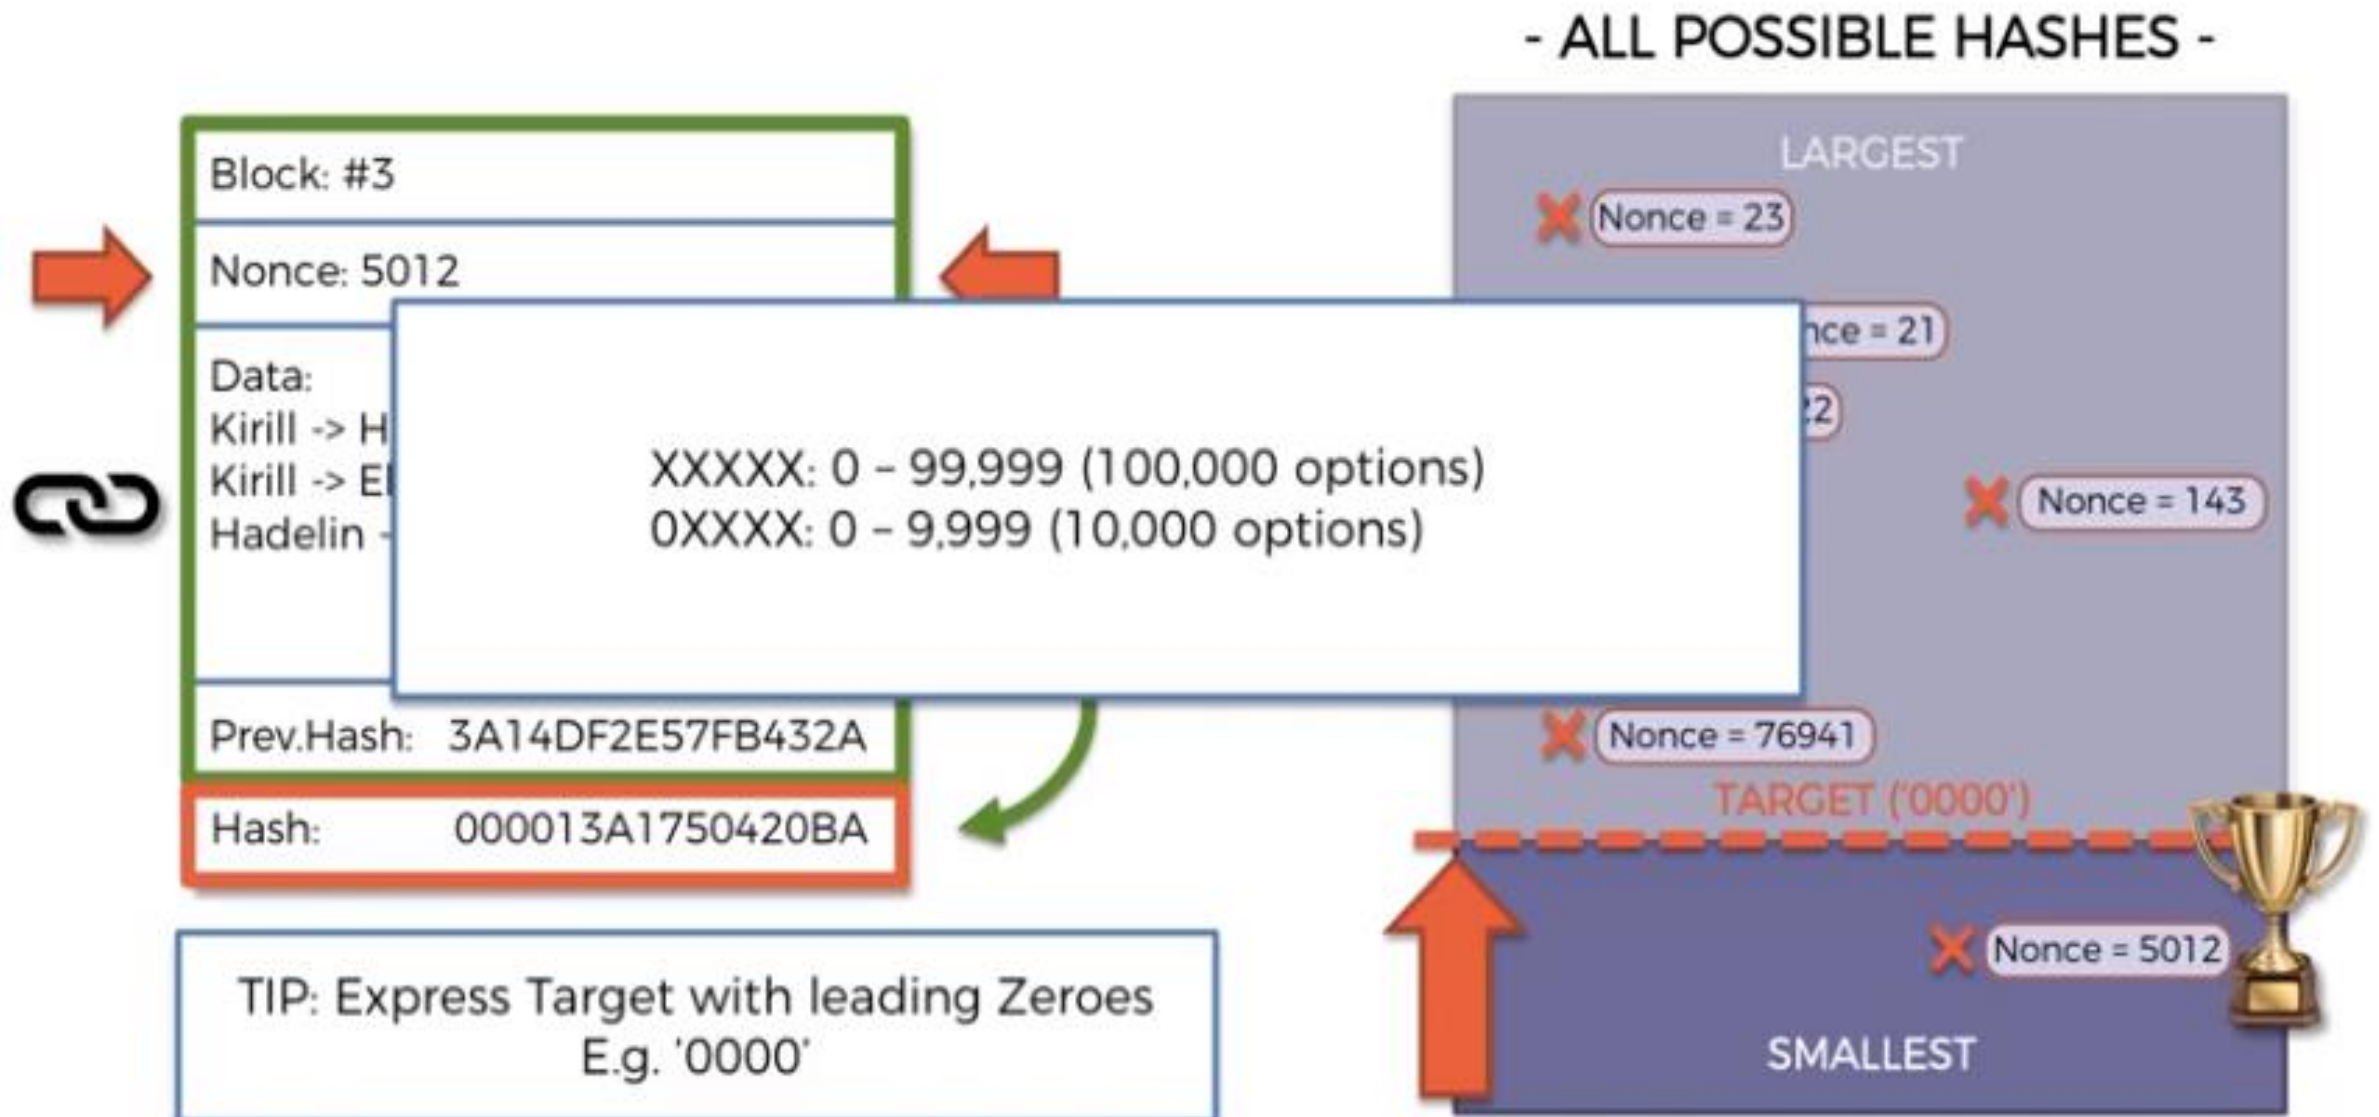 - ALL POSSIBLE HASHES -
Block: #3
Nonce: 5012
Data:
Kirill -> H
Kirill -> El
Hadelin -
Prev.Hash: 3A14DF2E57FB432A
Hash: 000013A1750420BA
XXXXX: 0 – 99,999 (100,000 options)
0XXXX: 0 – 9,999 (10,000 options)
TIP: Express Target with leading Zeroes
E.g. '0000'
LARGEST
Nonce = 23
nce = 21
22
Nonce = 143
Nonce = 76941
TARGET ('0000')
Nonce = 5012
SMALLEST